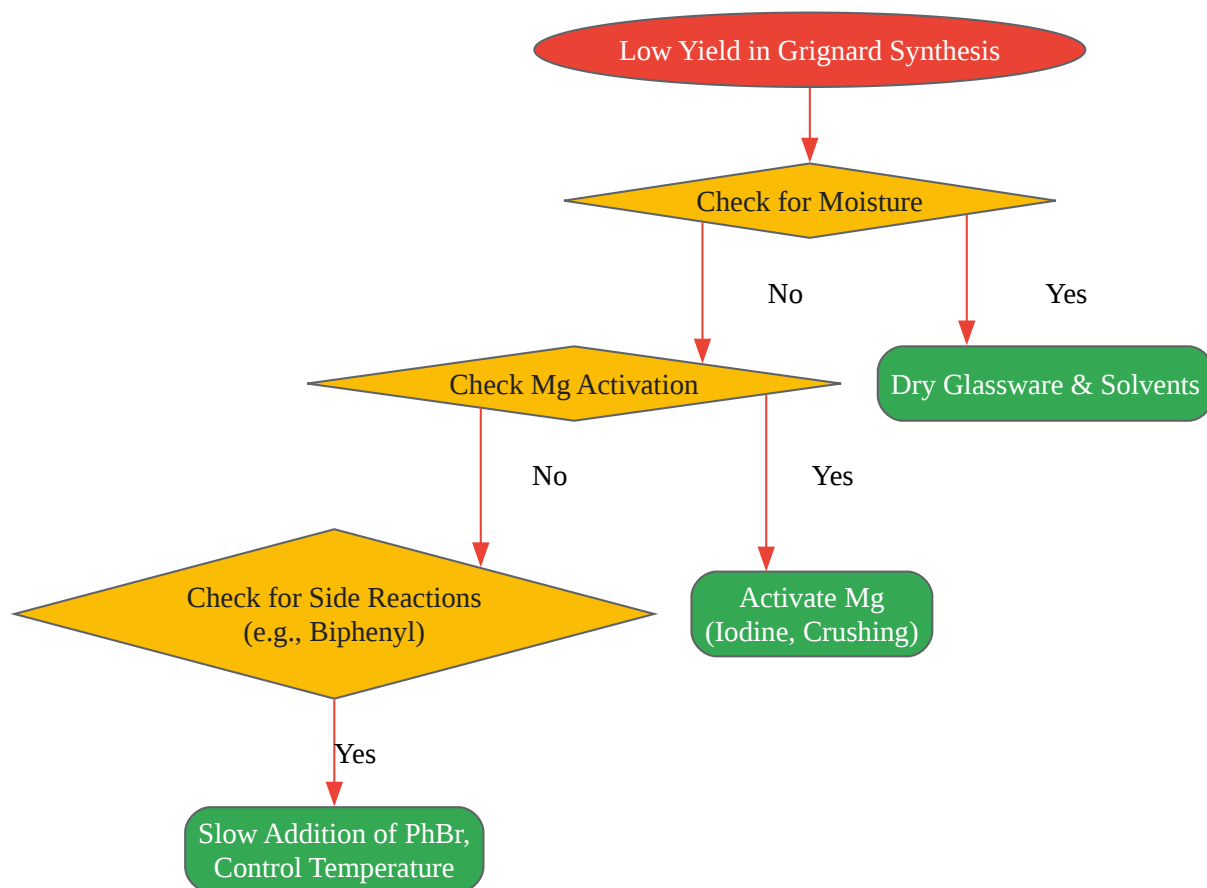 Low Yield in Grignard Synthesis
Check for Moisture
No
Yes
Check Mg Activation
Dry Glassware & Solvents
No
Yes
Check for Side Reactions
(e.g., Biphenyl)
Activate Mg
(Iodine, Crushing)
Yes
Slow Addition of PhBr,
Control Temperature